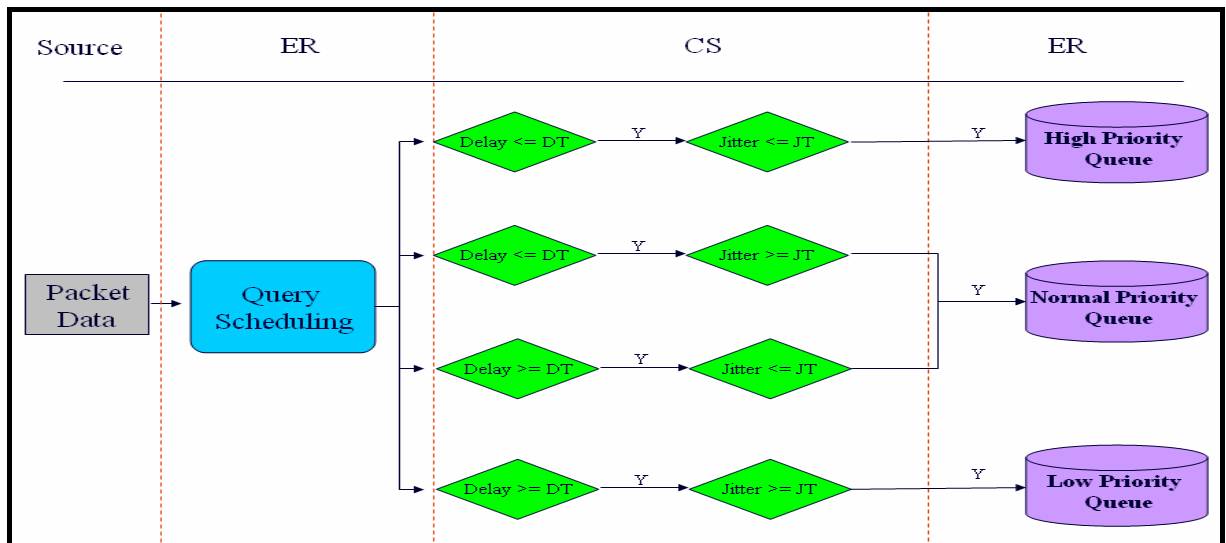 Source
ER
CS
ER
Delay <= DT
Y
Jitter <= JT
Y
High Priority
Queue
Delay <= DT
Y
Jitter >= JT
Packet
Data
Query
Scheduling
Y
Normal Priority
Queue
Delay >= DT
Y
Jitter <= JT
Delay >= DT
Y
Jitter >= JT
Y
Low Priority
Queue